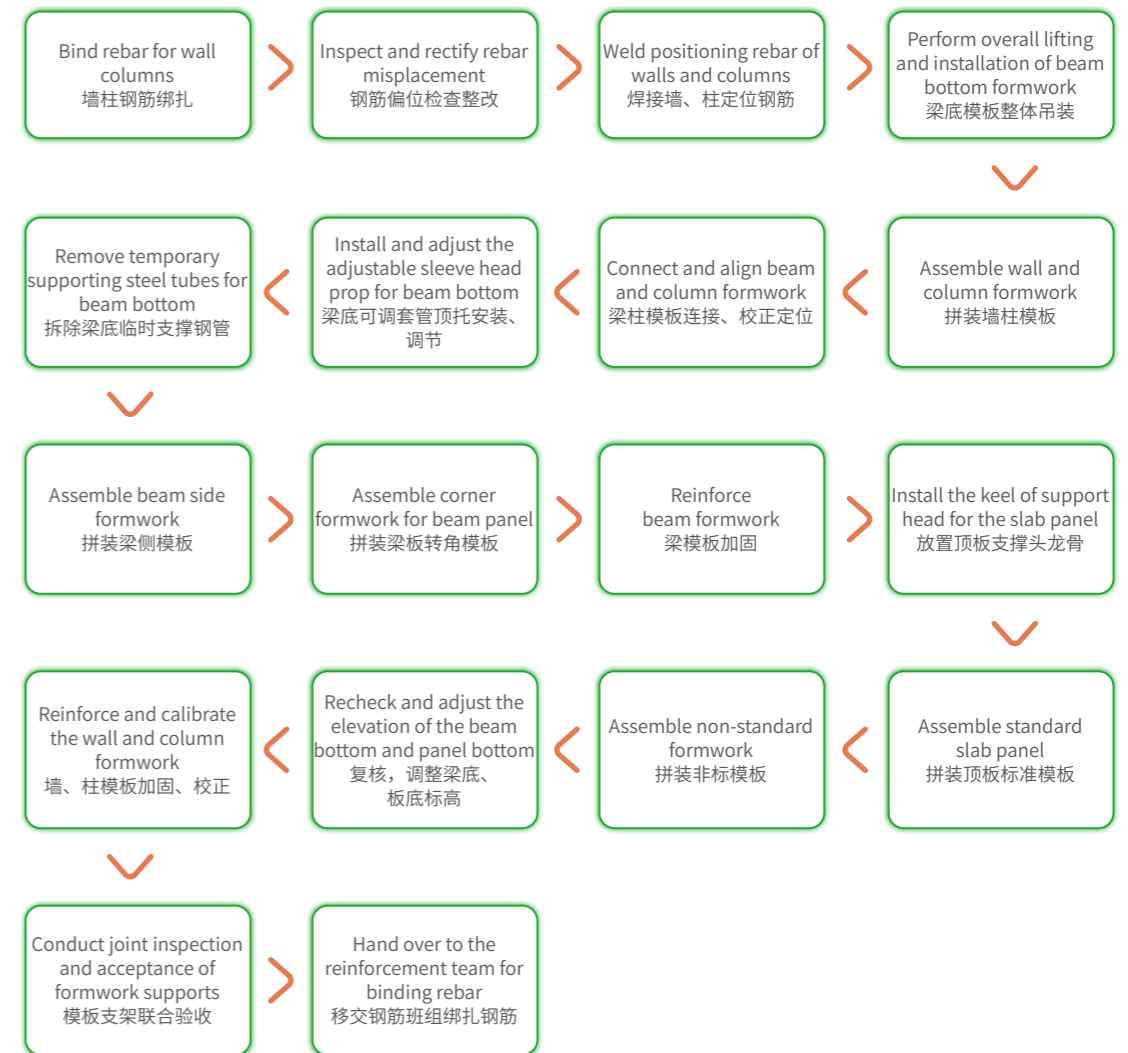 Bind rebar for wall
columns
墙柱钢筋绑扎
Inspect and rectify rebar
misplacement
钢筋偏位检查整改
Weld positioning rebar of
walls and columns
焊接墙、柱定位钢筋
Perform overall lifting
and installation of beam
bottom formwork
梁底模板整体吊装
Assemble wall and
column formwork
拼装墙柱模板
Connect and align beam
and column formwork
梁柱模板连接、校正定位
Install and adjust the
adjustable sleeve head
prop for beam bottom
梁底可调套管顶托安装、
调节
Remove temporary
supporting steel tubes for
beam bottom
拆除梁底临时支撑钢管
Assemble beam side
formwork
拼装梁侧模板
Assemble corner
formwork for beam panel
拼装梁板转角模板
Reinforce
beam formwork
梁模板加固
Install the keel of support
head for the slab panel
放置顶板支撑头龙骨
Assemble standard
slab panel
拼装顶板标准模板
Assemble non-standard
formwork
拼装非标模板
Recheck and adjust the
elevation of the beam
bottom and panel bottom
复核，调整梁底、
板底标高
Reinforce and calibrate
the wall and column
formwork
墙、柱模板加固、校正
Conduct joint inspection
and acceptance of
formwork supports
模板支架联合验收
Hand over to the
reinforcement team for
binding rebar
移交钢筋班组绑扎钢筋